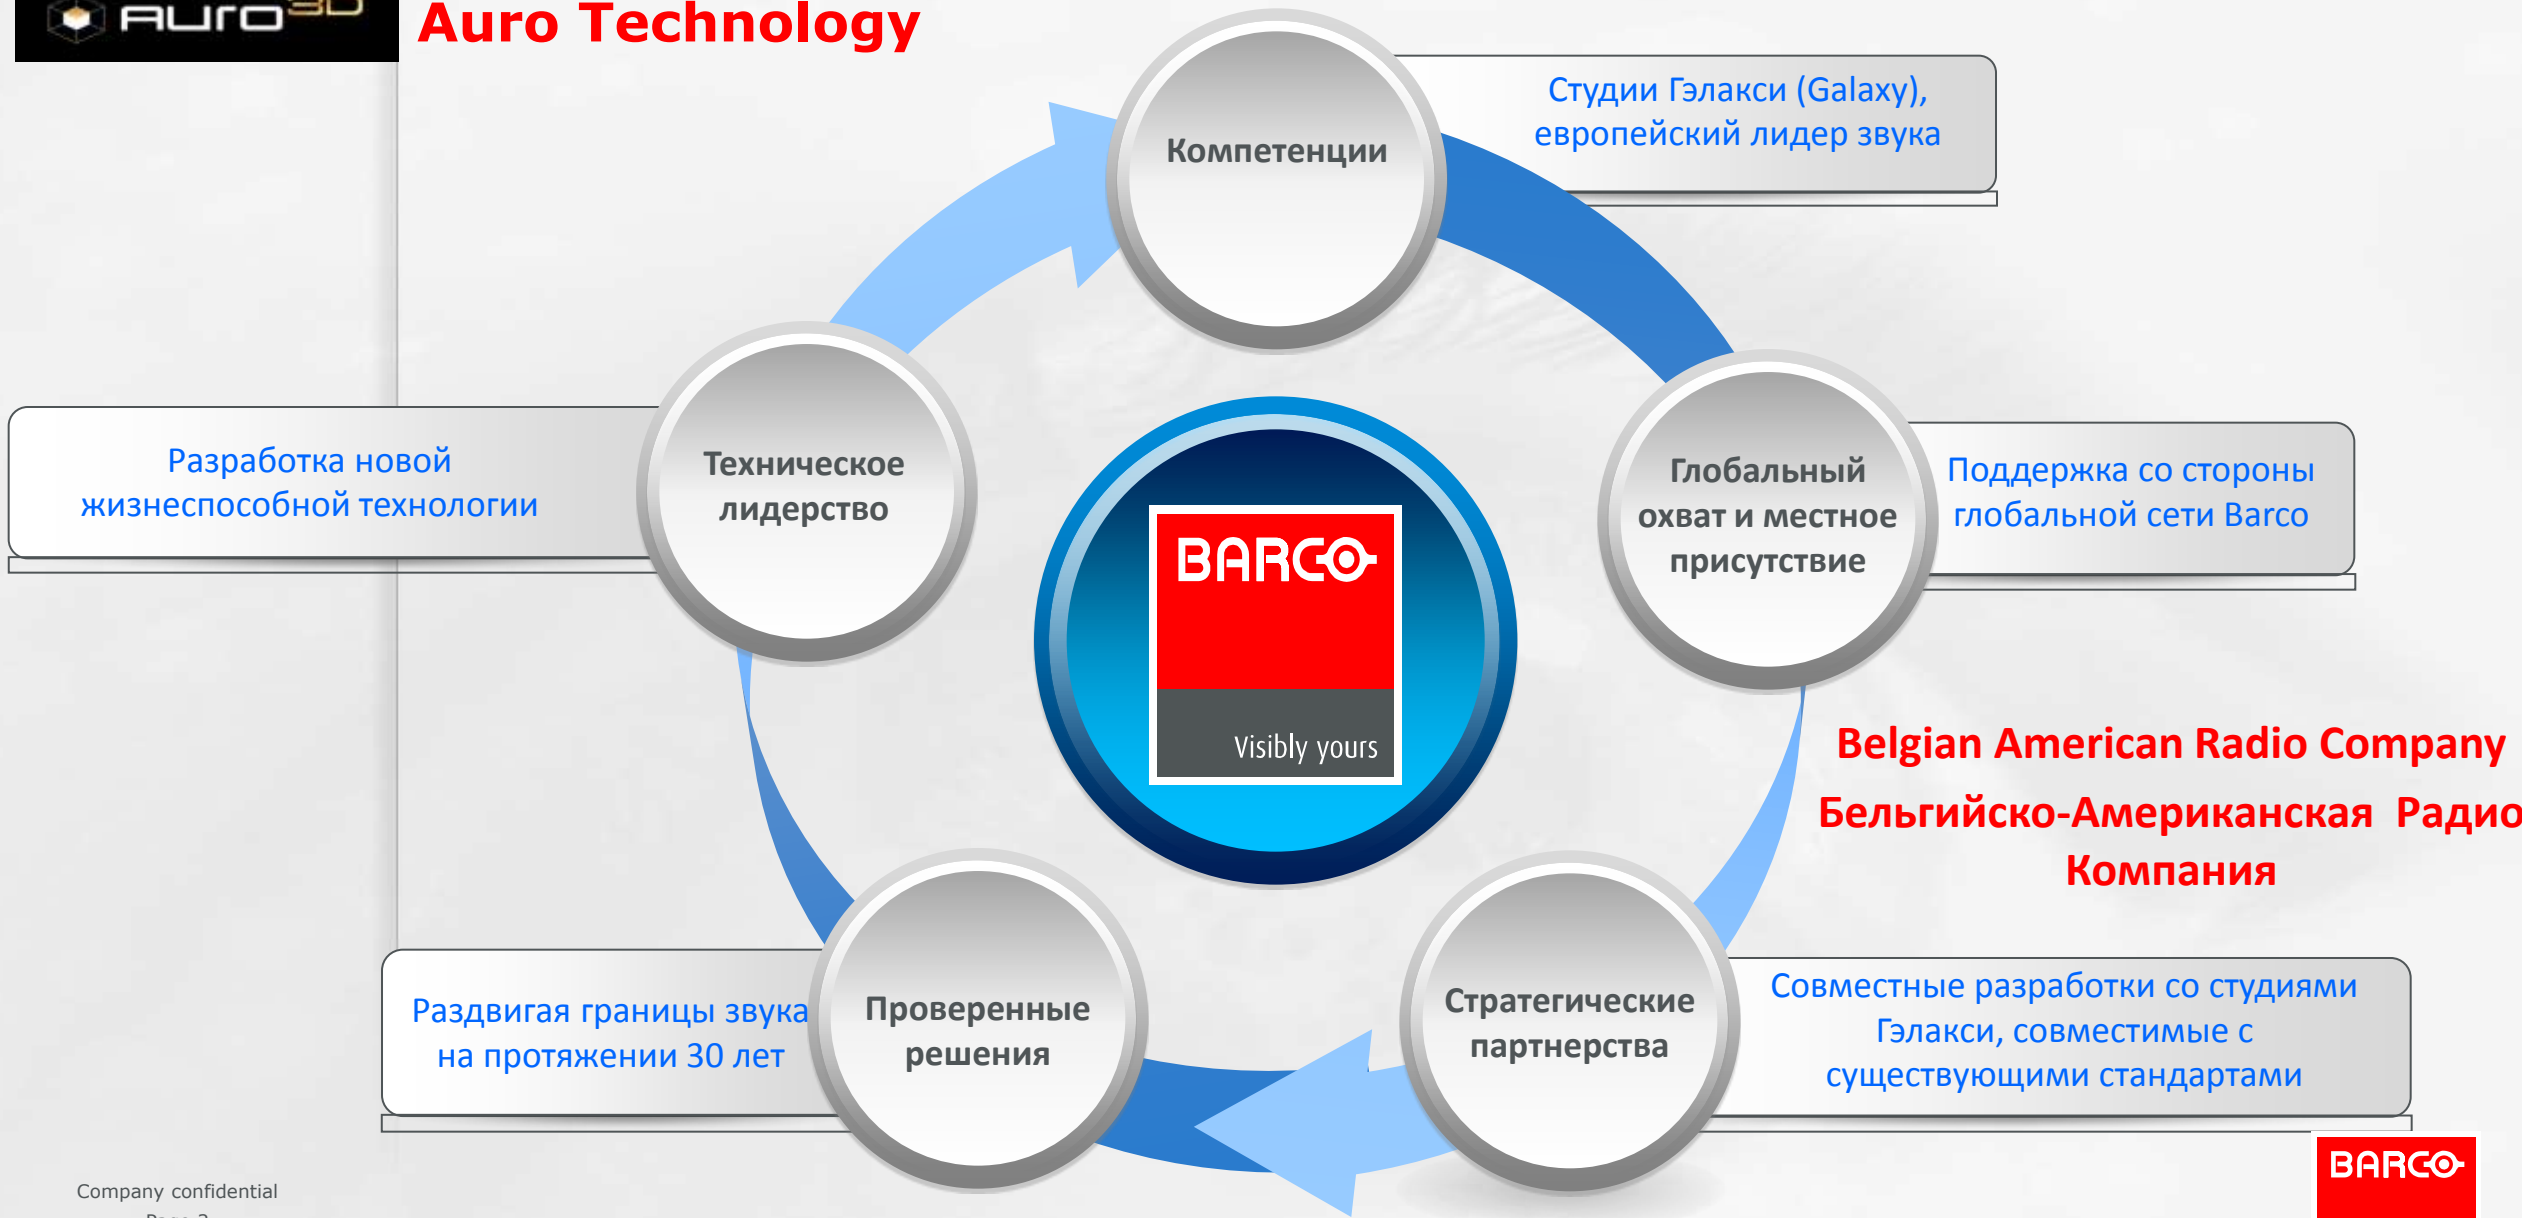 AURO 3D
Auro Technology
Компетенции
Студии Гэлакси (Galaxy),
европейский лидер звука
Техническое
лидерство
Разработка новой
жизнеспособной технологии
Глобальный
охват и местное
присутствие
Поддержка со стороны
глобальной сети Barco
BARCO
Visibly yours
Belgian American Radio Company
Бельгийско-Американская Радио
Компания
Проверенные
решения
Раздвигая границы звука
на протяжении 30 лет
Стратегические
партнерства
Совместные разработки со студиями
Гэлакси, совместимые с
существующими стандартами
Company confidential
BARCO